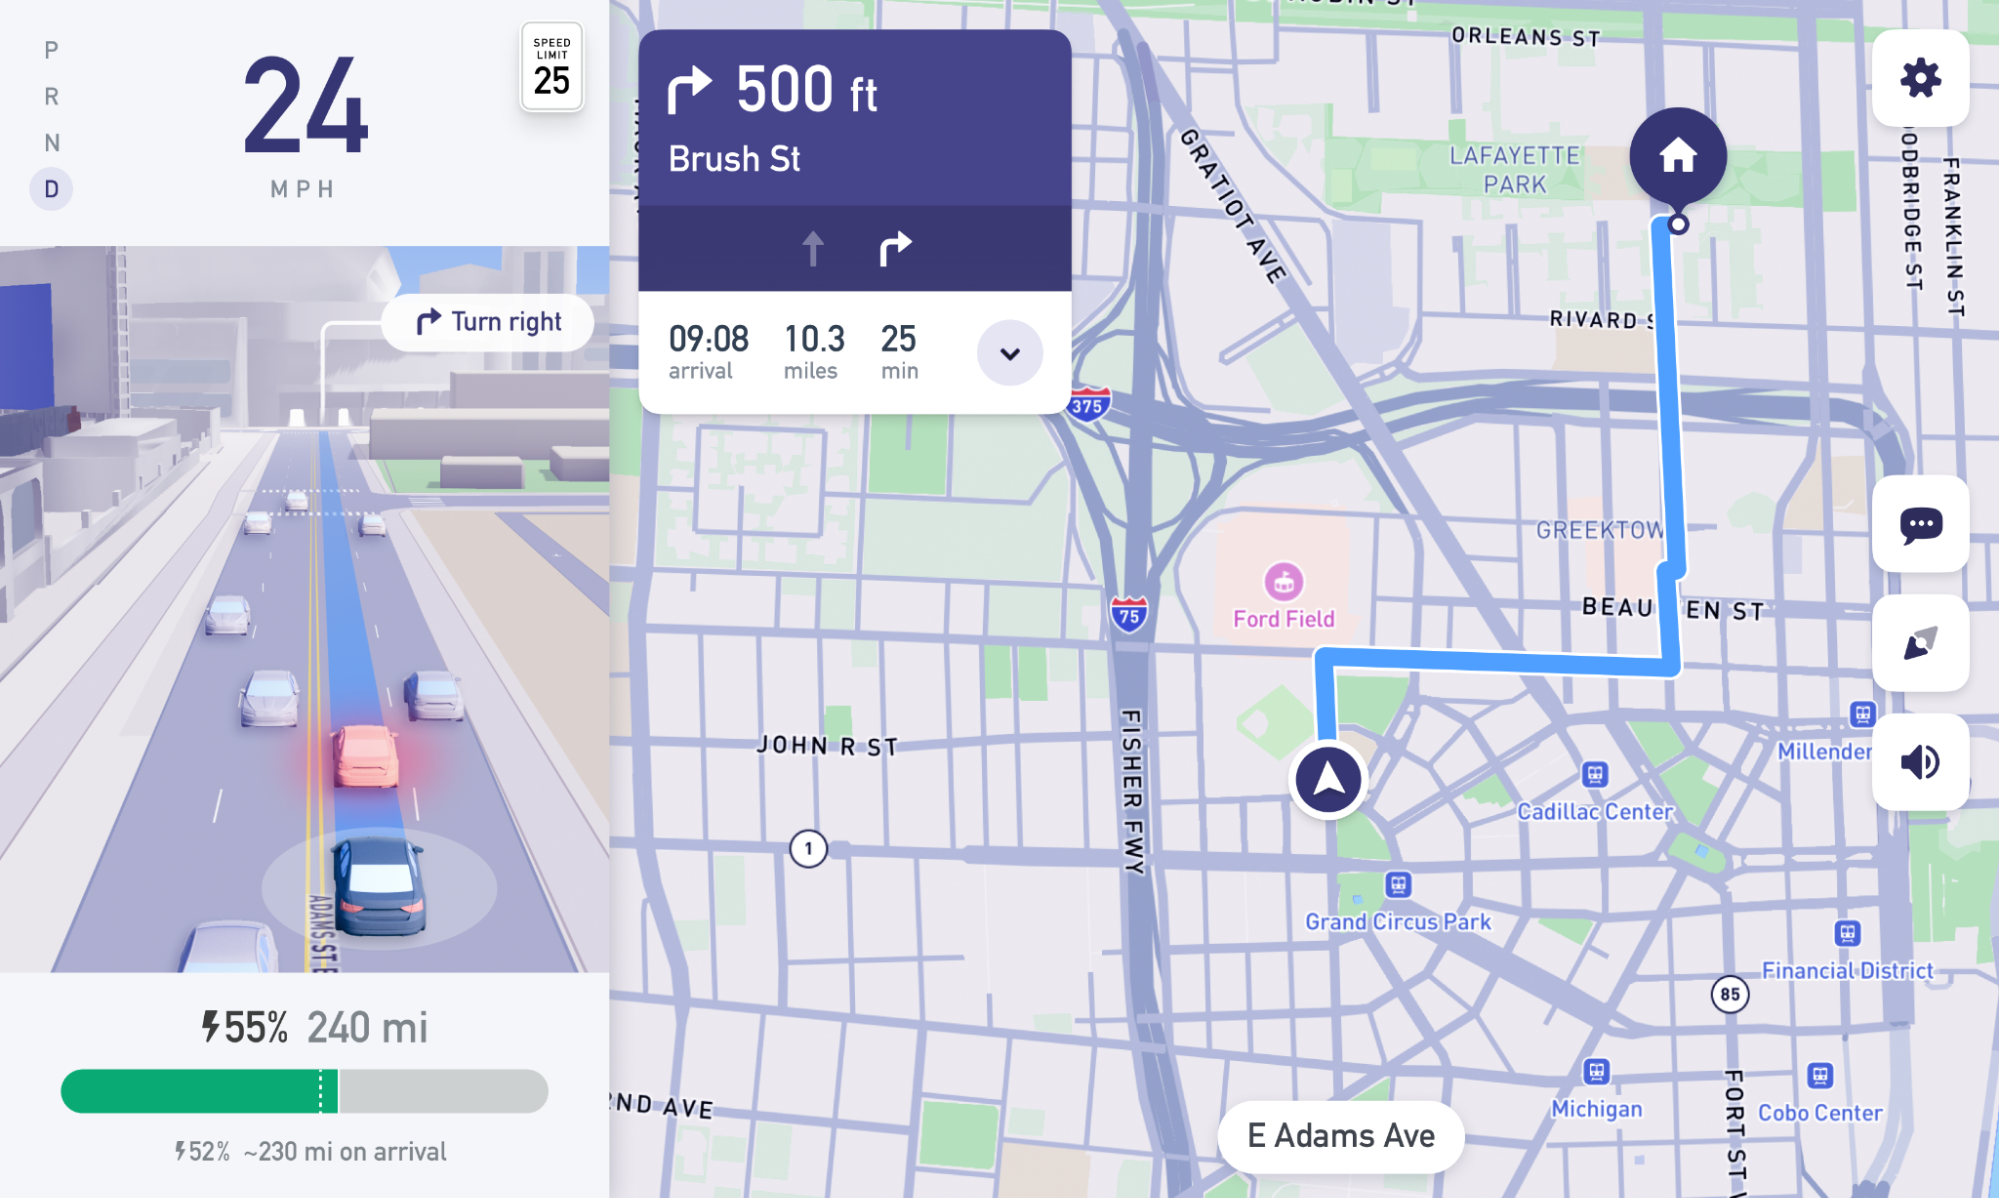 P
R
N
D
24
MPH
SPEED
LIMIT
25
Turn right
ADAMS ST E
55% 240 mi
52% ~230 mi on arrival
500 ft
Brush St
09:08 10.3 25
arrival miles min
ORLEANS ST
GRATIOT AVE
LAFAYETTE
PARK
FRANKLIN ST
RIVARD S
375
GREEKTOW
BEAU EN ST
Ford Field
75
JOHN R ST
FISHER FWY
1
Millender
Cadillac Center
Grand Circus Park
Financial District
85
Michigan
Cobo Center
FORT ST
ND AVE
E Adams Ave